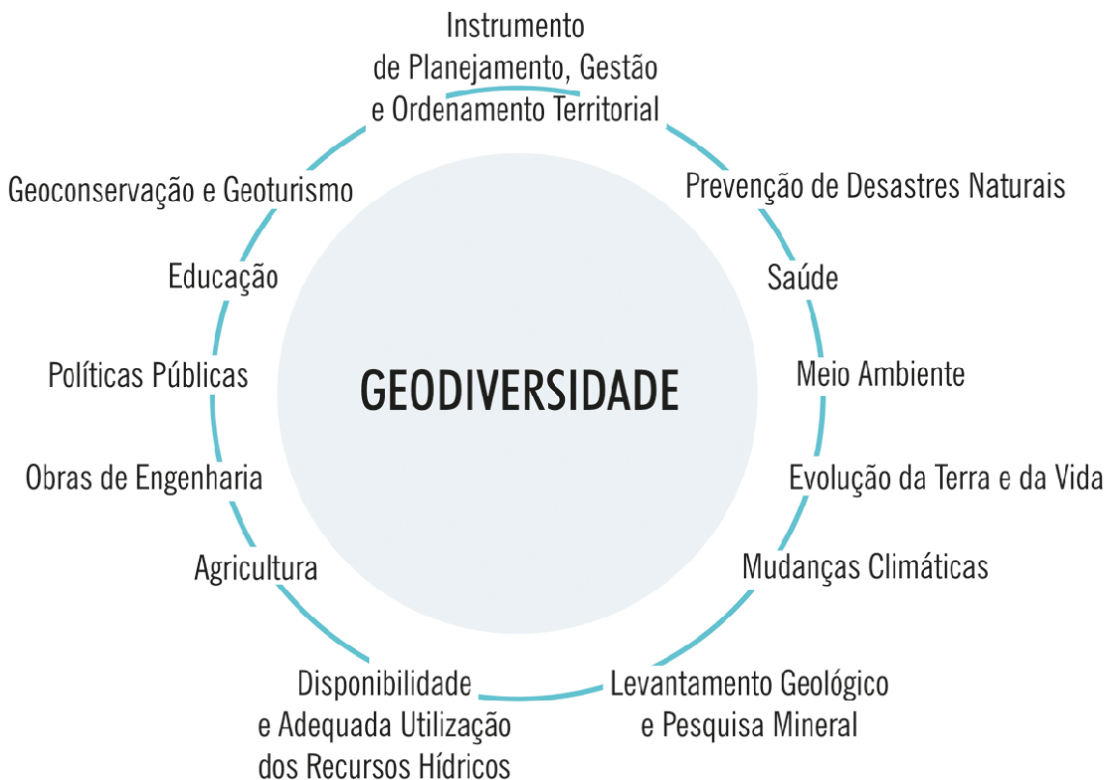 Instrumento
de Planejamento, Gestão
e Ordenamento Territorial
Prevenção de Desastres Naturais
Saúde
Meio Ambiente
Evolução da Terra e da Vida
Mudanças Climáticas
Levantamento Geológico
e Pesquisa Mineral
Disponibilidade
e Adequada Utilização
dos Recursos Hídricos
Agricultura
Obras de Engenharia
Políticas Públicas
Educação
Geoconservação e Geoturismo
GEODIVERSIDADE